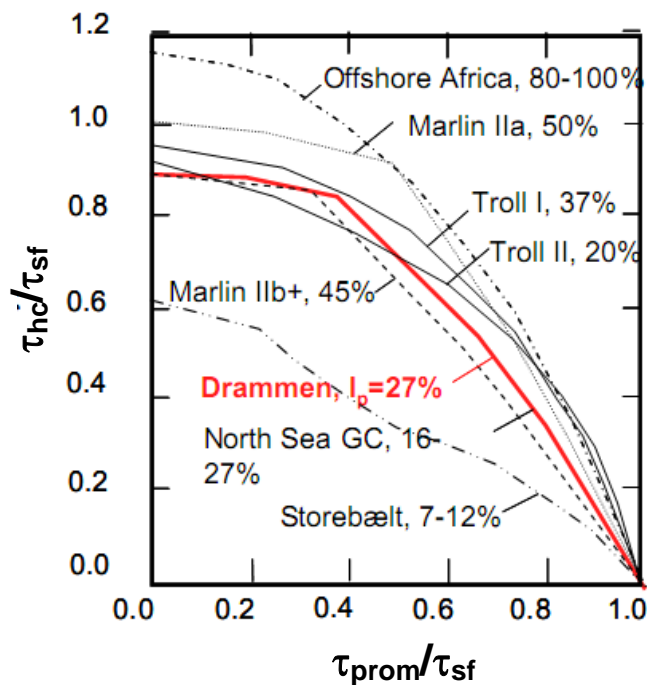 1.2
Offshore Africa, 80-100%
1.0
Marlin IIa, 50%
0.8
Troll I, 37%
Troll II, 20%
τhc/τsf
0.6
Marlin IIb+, 45%
0.4
Drammen, Ip=27%
North Sea GC, 16-
27%
0.2
Storebælt, 7-12%
0.0
0.0 0.2 0.4 0.6 0.8 1.0
τprom/τsf